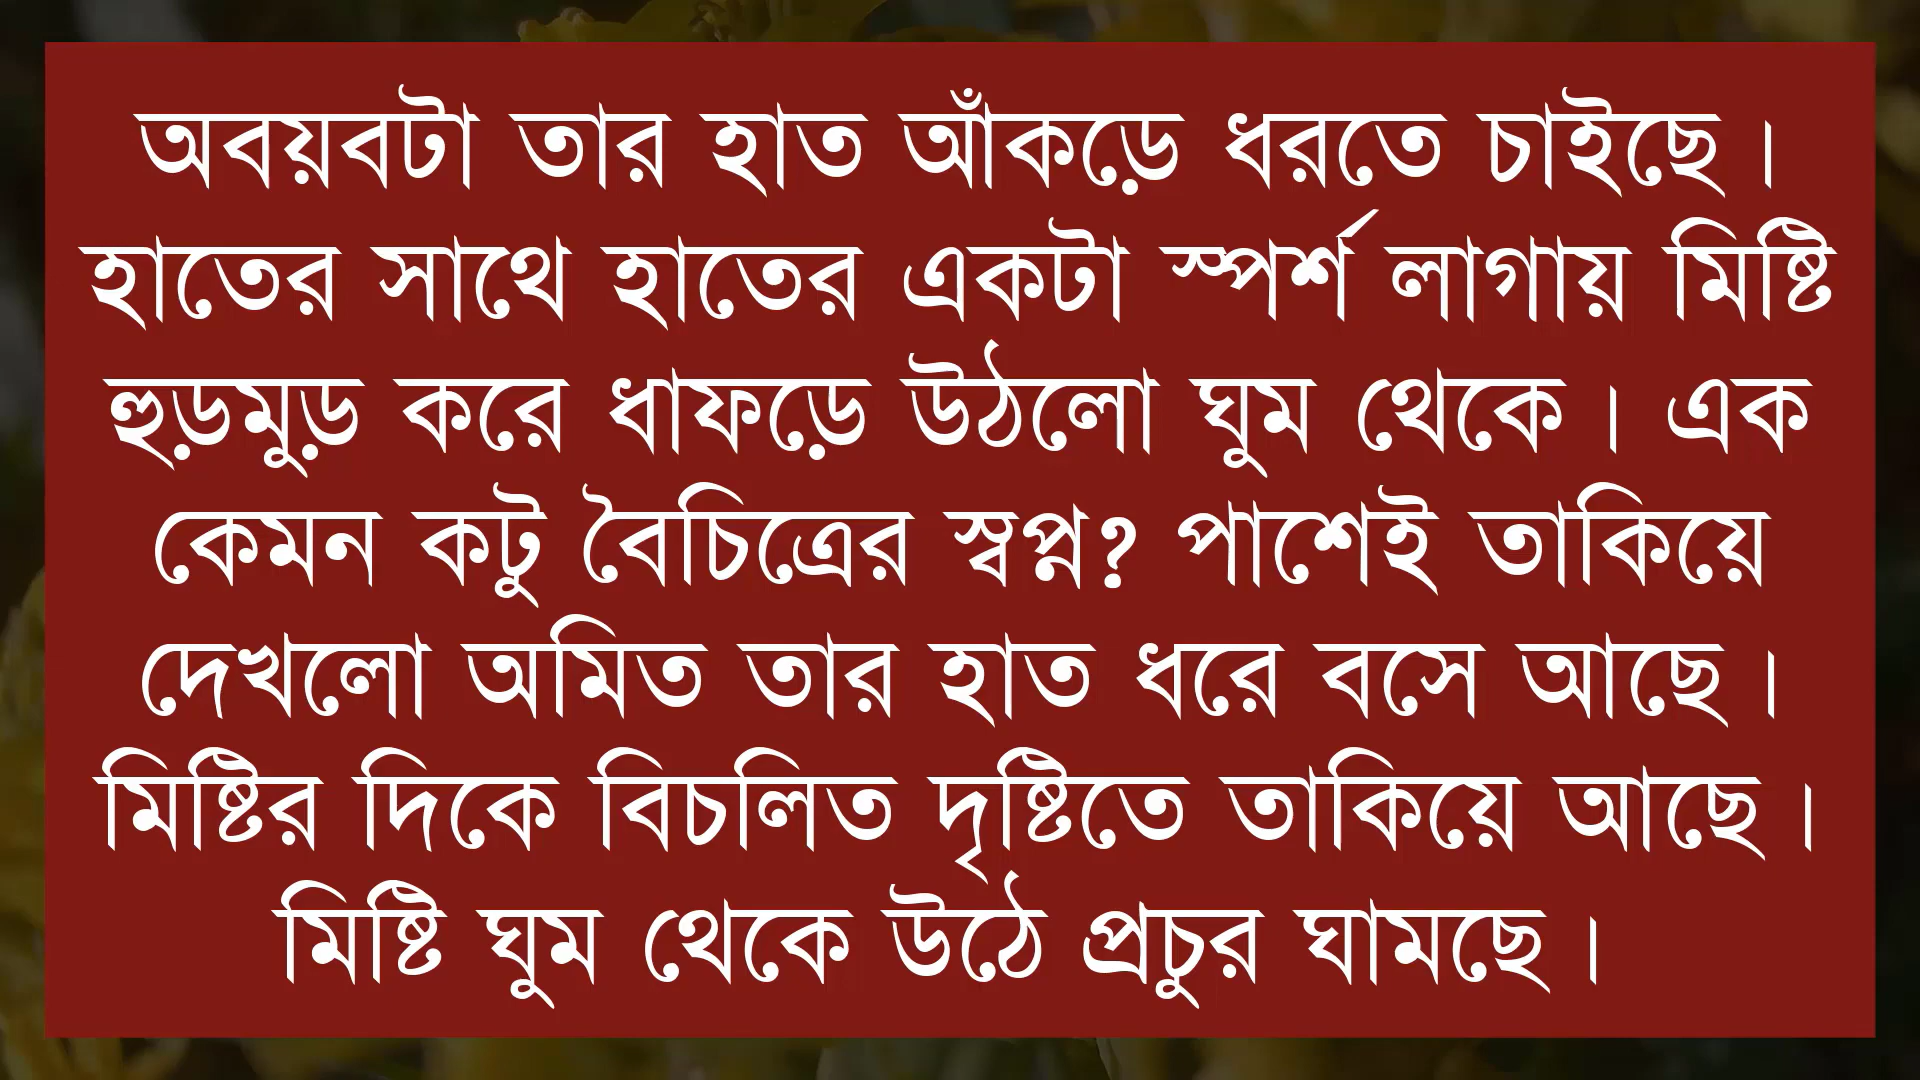 অবয়বটা তার হাত আঁকড়ে ধরতে চাইছে।
হাতের সাথে হাতের একটা স্পর্শ লাগায় মিষ্টি
হুড়মুড় করে ধাফড়ে উঠলো ঘুম থেকে। এক
কেমন কটু বৈচিত্রের স্বপ্ন? পাশেই তাকিয়ে
দেখলো অমিত তার হাত ধরে বসে আছে।
মিষ্টির দিকে বিচলিত দৃষ্টিতে তাকিয়ে আছে।
মিষ্টি ঘুম থেকে উঠে প্রচুর ঘামছে।